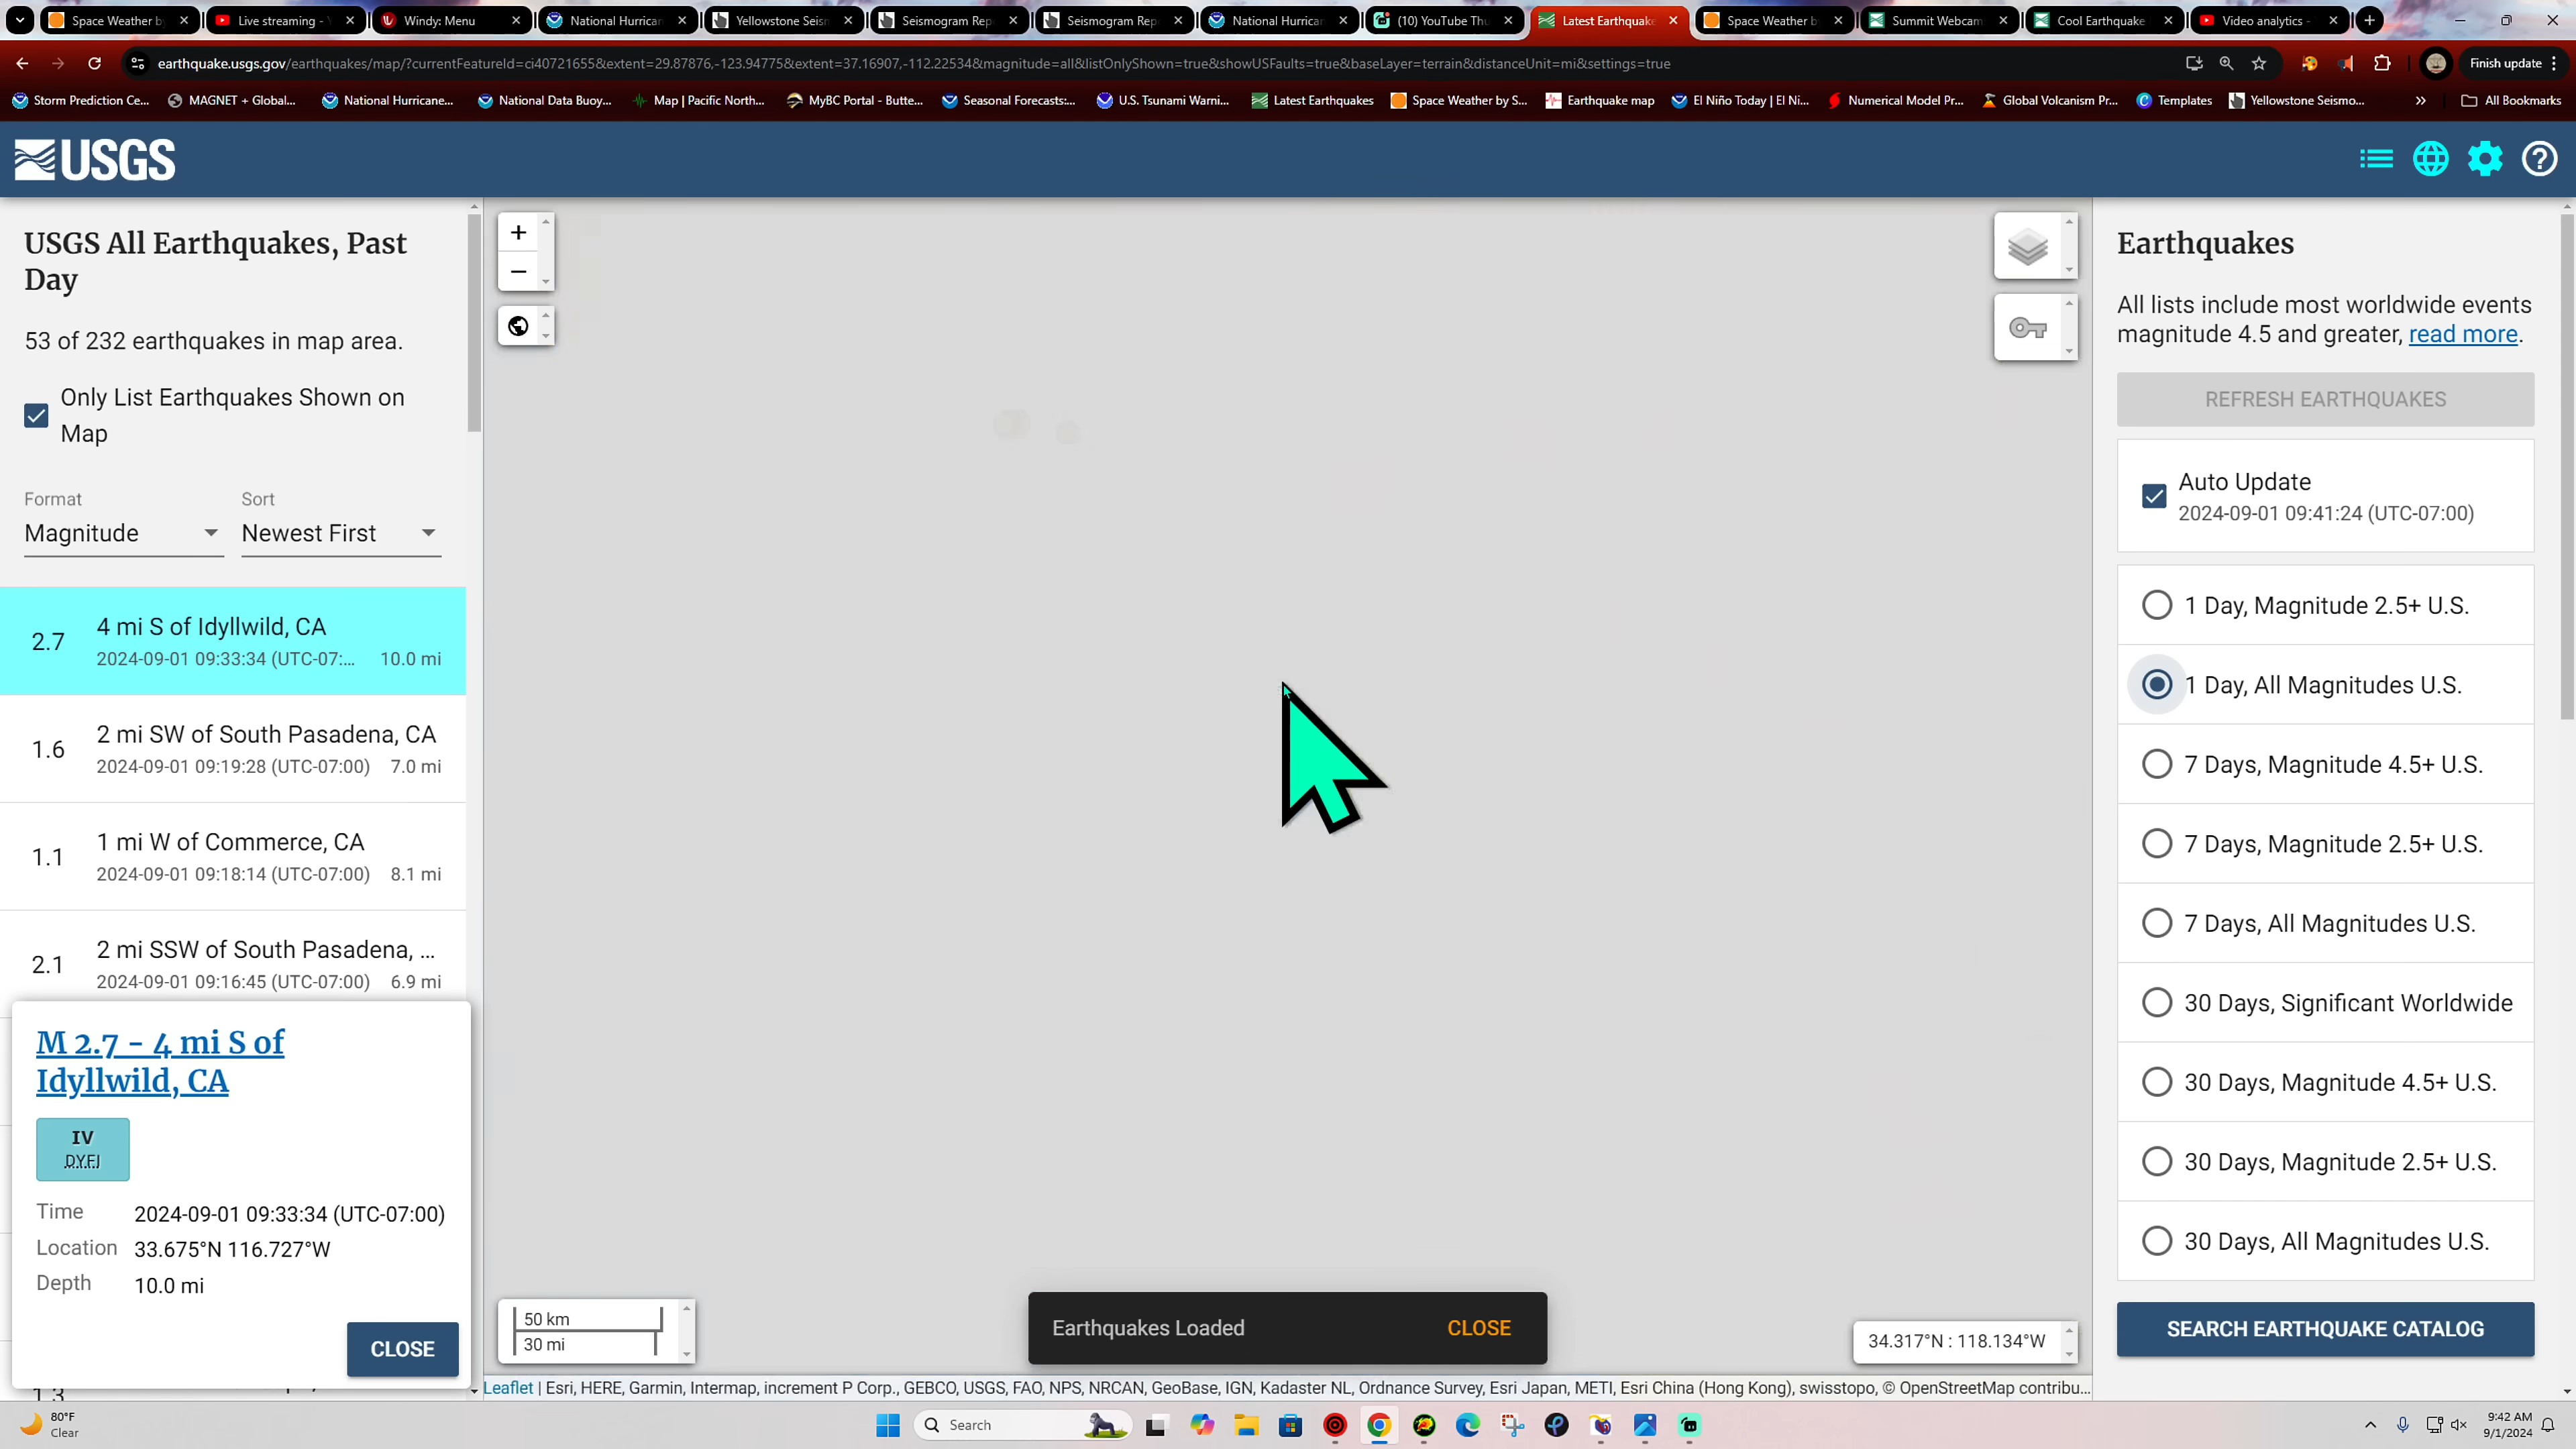 Space Weather by
Live streaming - Y
Windy: Menu
National Hurrican
Yellowstone Seism
Seismogram Rep
Seismogram Rep
National Hurrican
(10) YouTube Thu
Latest Earthquake
Space Weather b
Summit Webcam
Cool Earthquake
Video analytics -
earthquake.usgs.gov/earthquakes/map/?currentFeatureId=ci40721655&extent=29.87876,-123.94775&extent=37.16907,-112.22534&magnitude=all&listOnlyShown=true&showUSFaults=true&baseLayer=terrain&distanceUnit=mi&settings=true
Finish update
Storm Prediction Ce...
MAGNET + Global...
National Hurricane...
National Data Buoy...
Map | Pacific North...
MyBC Portal - Butte...
Seasonal Forecasts:...
U.S. Tsunami Warni...
Latest Earthquakes
Space Weather by S...
Earthquake map
El Niño Today | El Ni...
Numerical Model Pr...
Global Volcanism Pr...
Templates
Yellowstone Seismo...
All Bookmarks
USGS
USGS All Earthquakes, Past
Day
53 of 232 earthquakes in map area.
Only List Earthquakes Shown on
Map
Format
Sort
Magnitude
Newest First
2.7
4 mi S of Idyllwild, CA
2024-09-01 09:33:34 (UTC-07:...
10.0 mi
1.6
2 mi SW of South Pasadena, CA
2024-09-01 09:19:28 (UTC-07:00)
7.0 mi
1.1
1 mi W of Commerce, CA
2024-09-01 09:18:14 (UTC-07:00)
8.1 mi
2.1
2 mi SSW of South Pasadena, ...
2024-09-01 09:16:45 (UTC-07:00)
6.9 mi
M 2.7 - 4 mi S of
Idyllwild, CA
IV
DYFI
Time
2024-09-01 09:33:34 (UTC-07:00)
Location
33.675°N 116.727°W
Depth
10.0 mi
CLOSE
1.3
50 km
30 mi
Earthquakes Loaded
CLOSE
34.317°N : 118.134°W
Leaflet | Esri, HERE, Garmin, Intermap, increment P Corp., GEBCO, USGS, FAO, NPS, NRCAN, GeoBase, IGN, Kadaster NL, Ordnance Survey, Esri Japan, METI, Esri China (Hong Kong), swisstopo, © OpenStreetMap contribu...
Earthquakes
All lists include most worldwide events
magnitude 4.5 and greater, read more.
REFRESH EARTHQUAKES
Auto Update
2024-09-01 09:41:24 (UTC-07:00)
1 Day, Magnitude 2.5+ U.S.
1 Day, All Magnitudes U.S.
7 Days, Magnitude 4.5+ U.S.
7 Days, Magnitude 2.5+ U.S.
7 Days, All Magnitudes U.S.
30 Days, Significant Worldwide
30 Days, Magnitude 4.5+ U.S.
30 Days, Magnitude 2.5+ U.S.
30 Days, All Magnitudes U.S.
SEARCH EARTHQUAKE CATALOG
80°F
Clear
Search
9:42 AM
9/1/2024